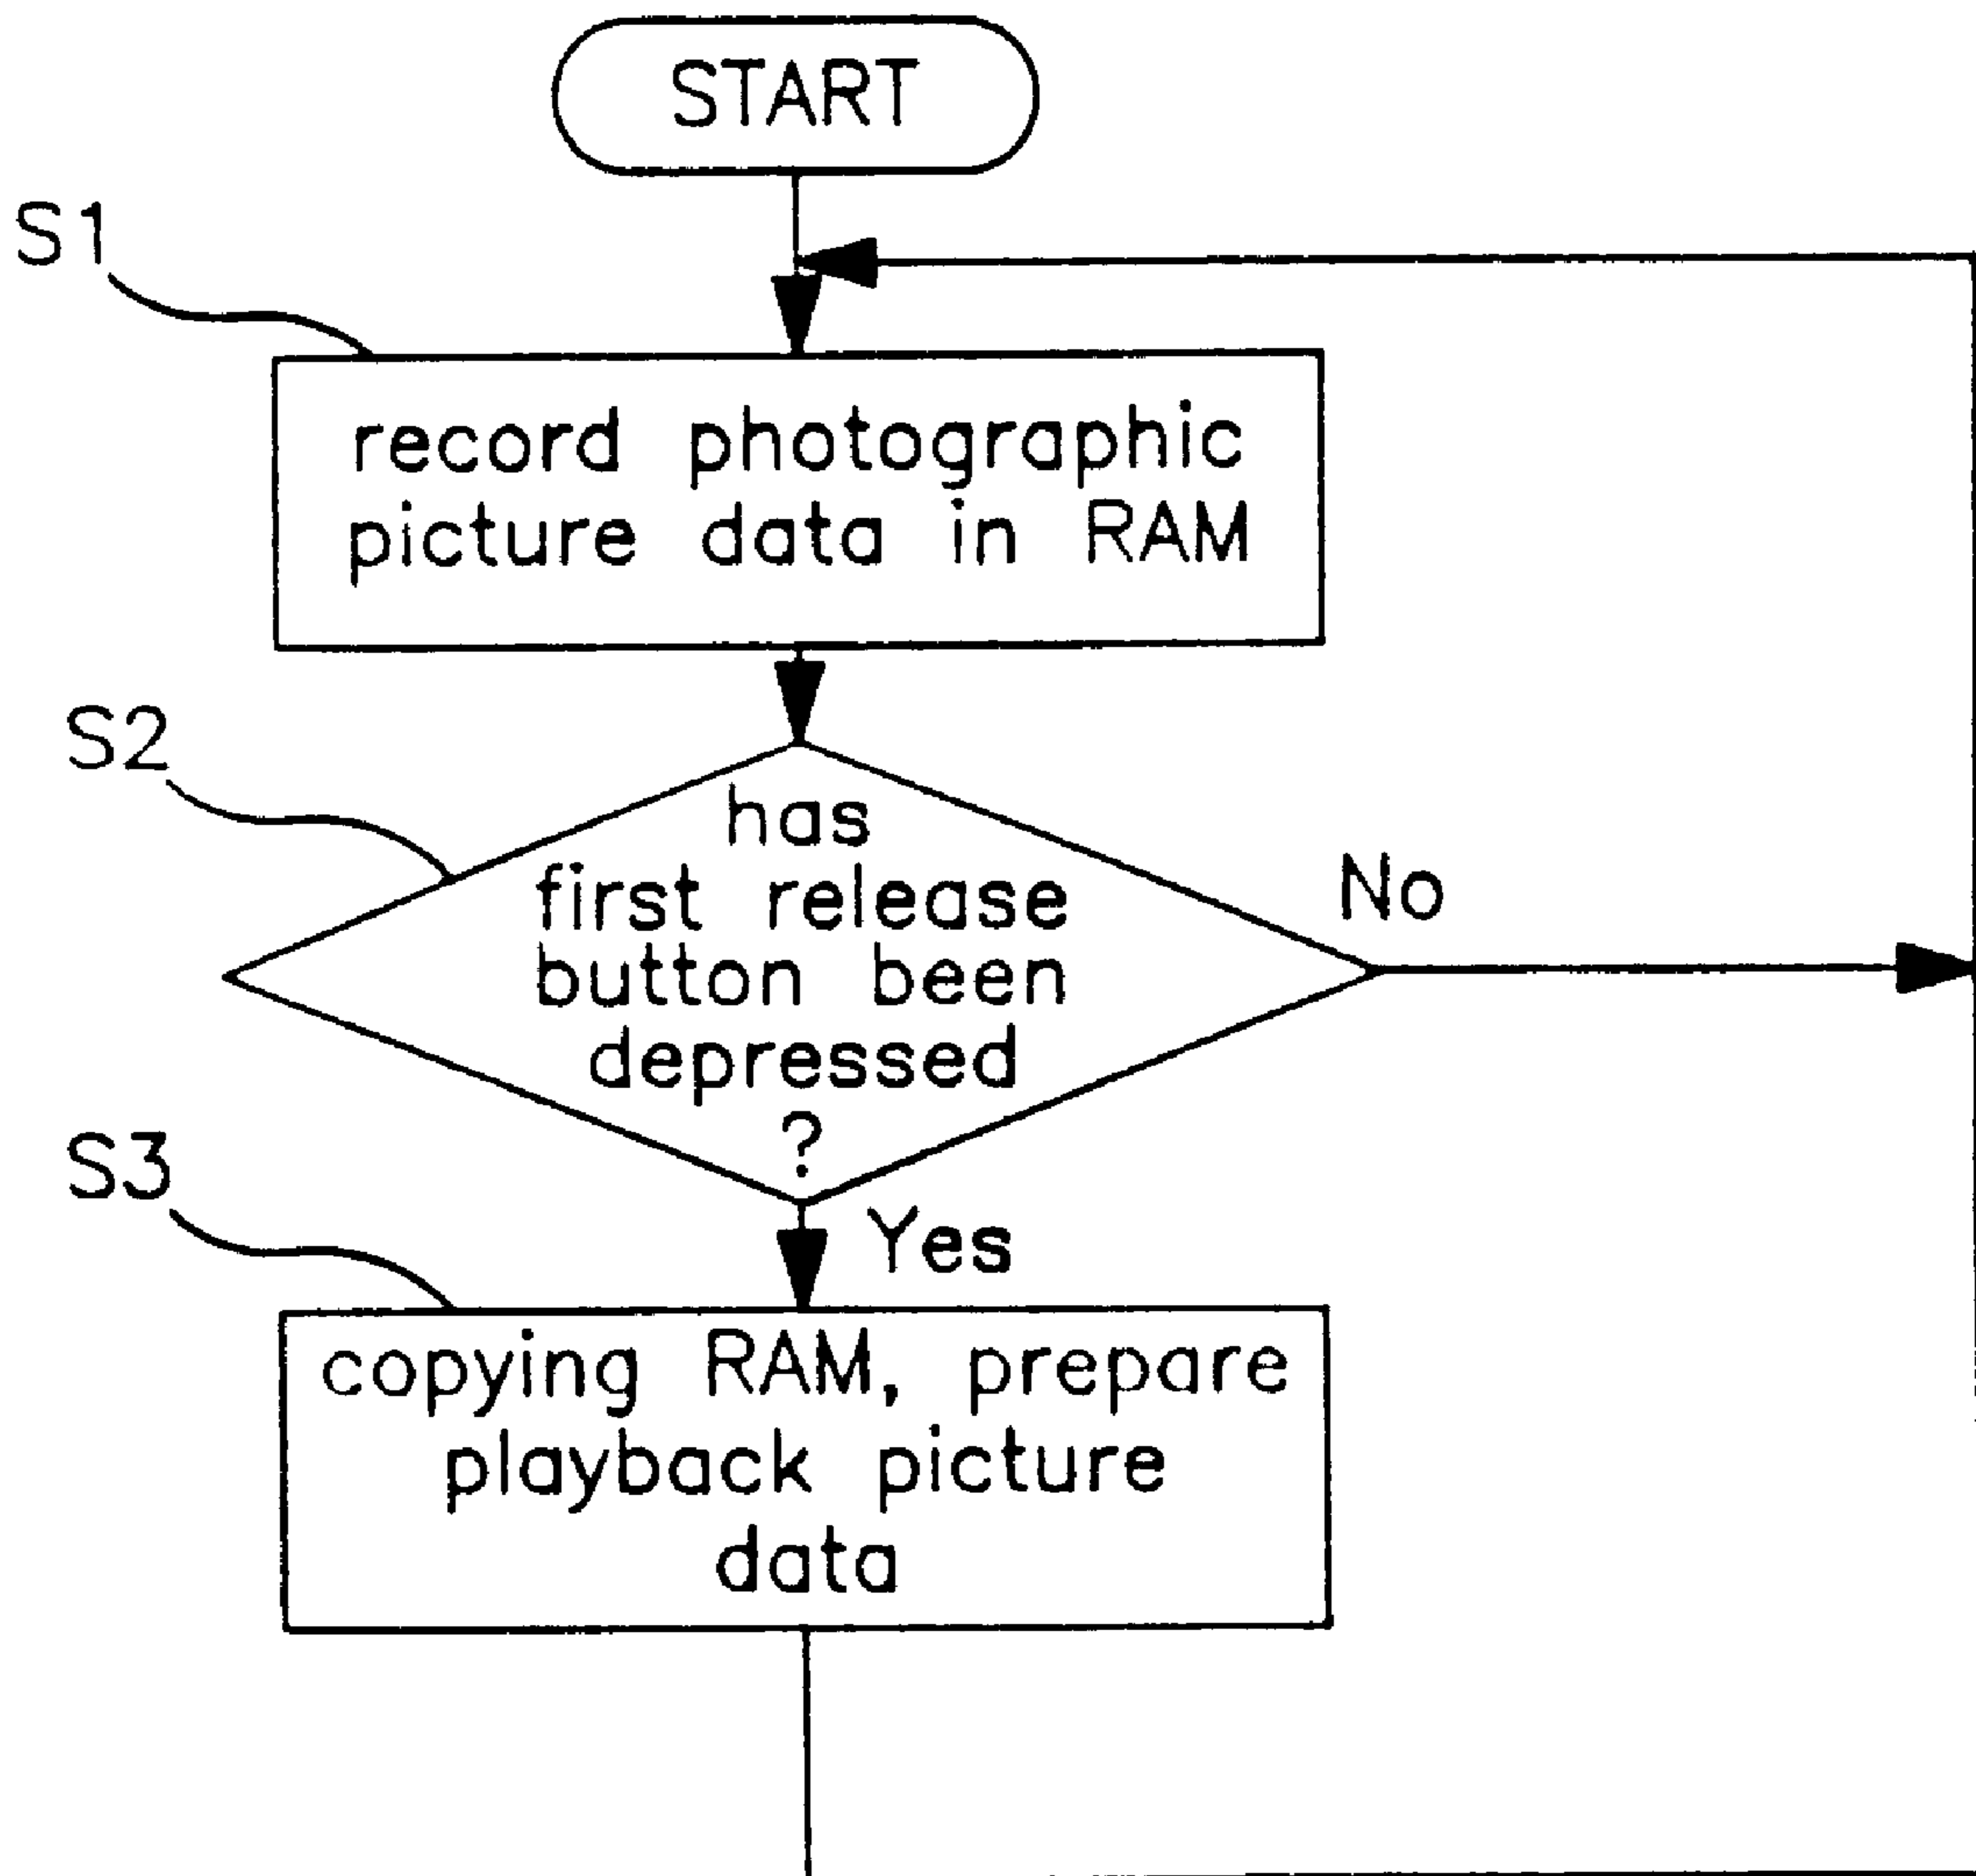 START
S1
record photographic
picture data in RAM
S2
has
first release
button been
depressed
?
No
S3
Yes
copying RAM, prepare
playback picture
data